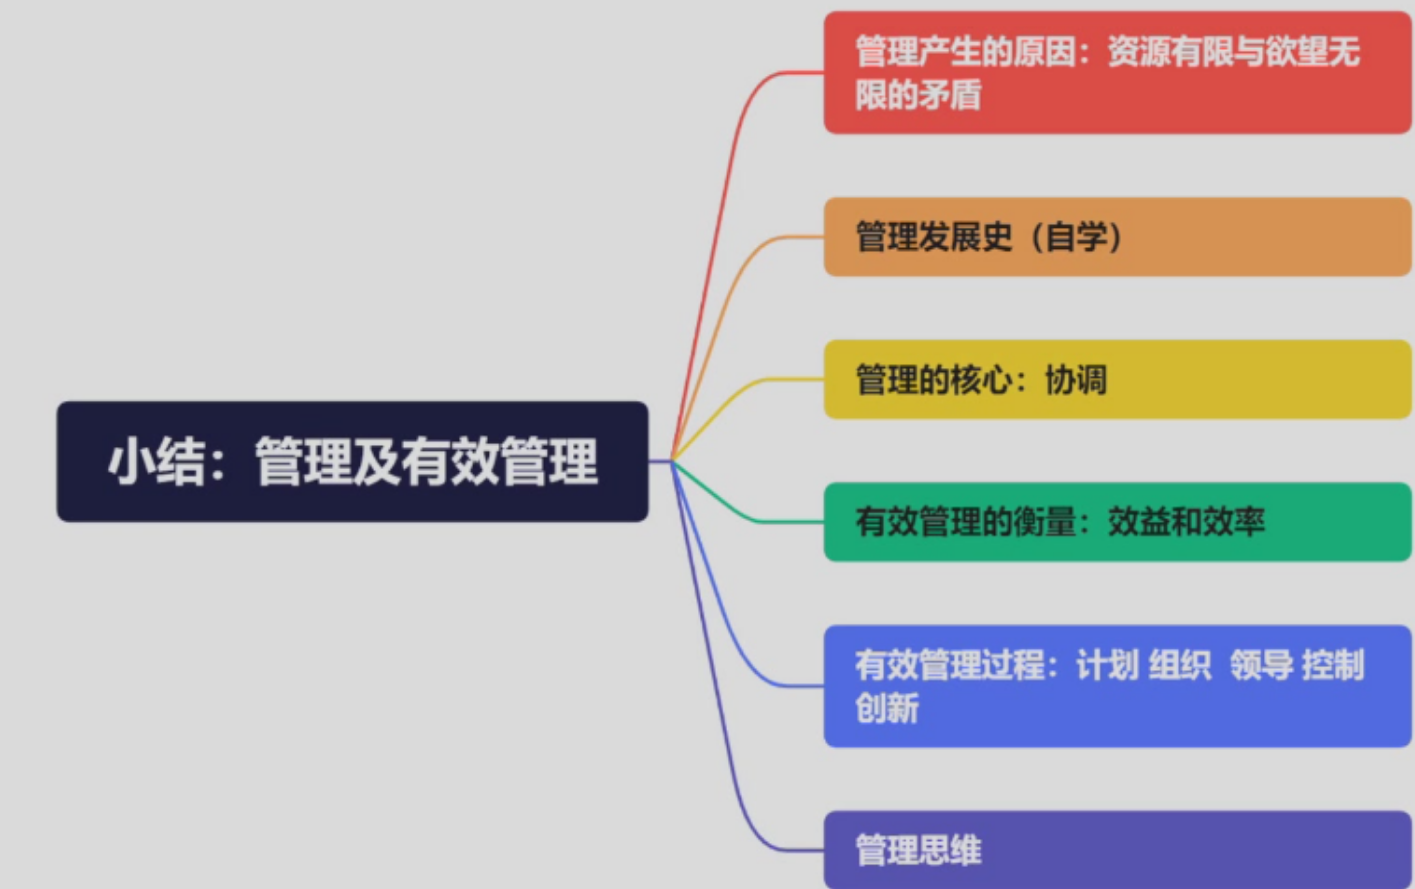 管理产生的原因：资源有限与欲望无
限的矛盾
管理发展史（自学）
管理的核心：协调
小结：管理及有效管理
有效管理的衡量：效益和效率
有效管理过程：计划 组织  领导 控制
创新
管理思维